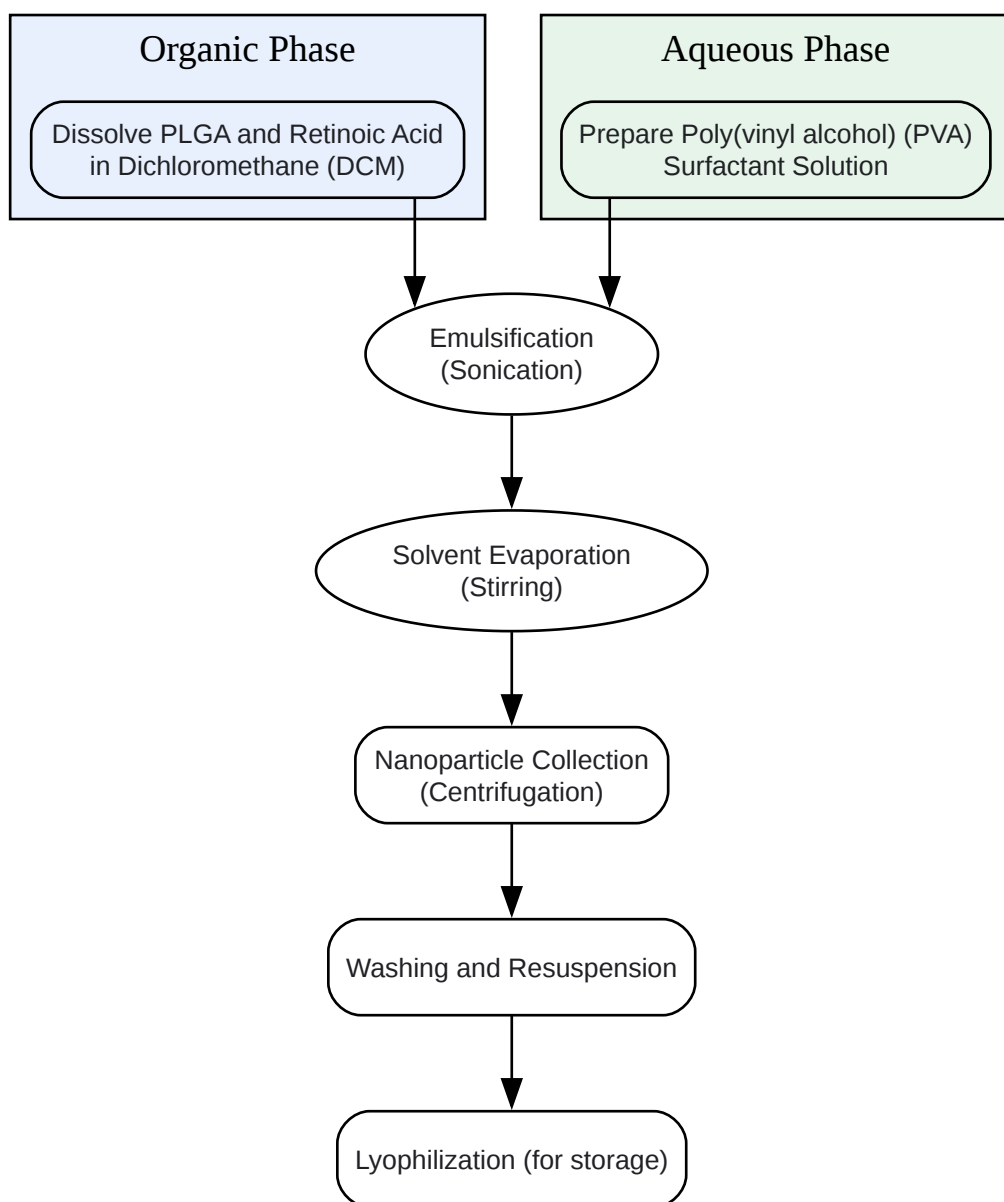 Organic Phase
Dissolve PLGA and Retinoic Acid
in Dichloromethane (DCM)
Aqueous Phase
Prepare Poly(vinyl alcohol) (PVA)
Surfactant Solution
Emulsification
(Sonication)
Solvent Evaporation
(Stirring)
Nanoparticle Collection
(Centrifugation)
Washing and Resuspension
Lyophilization (for storage)